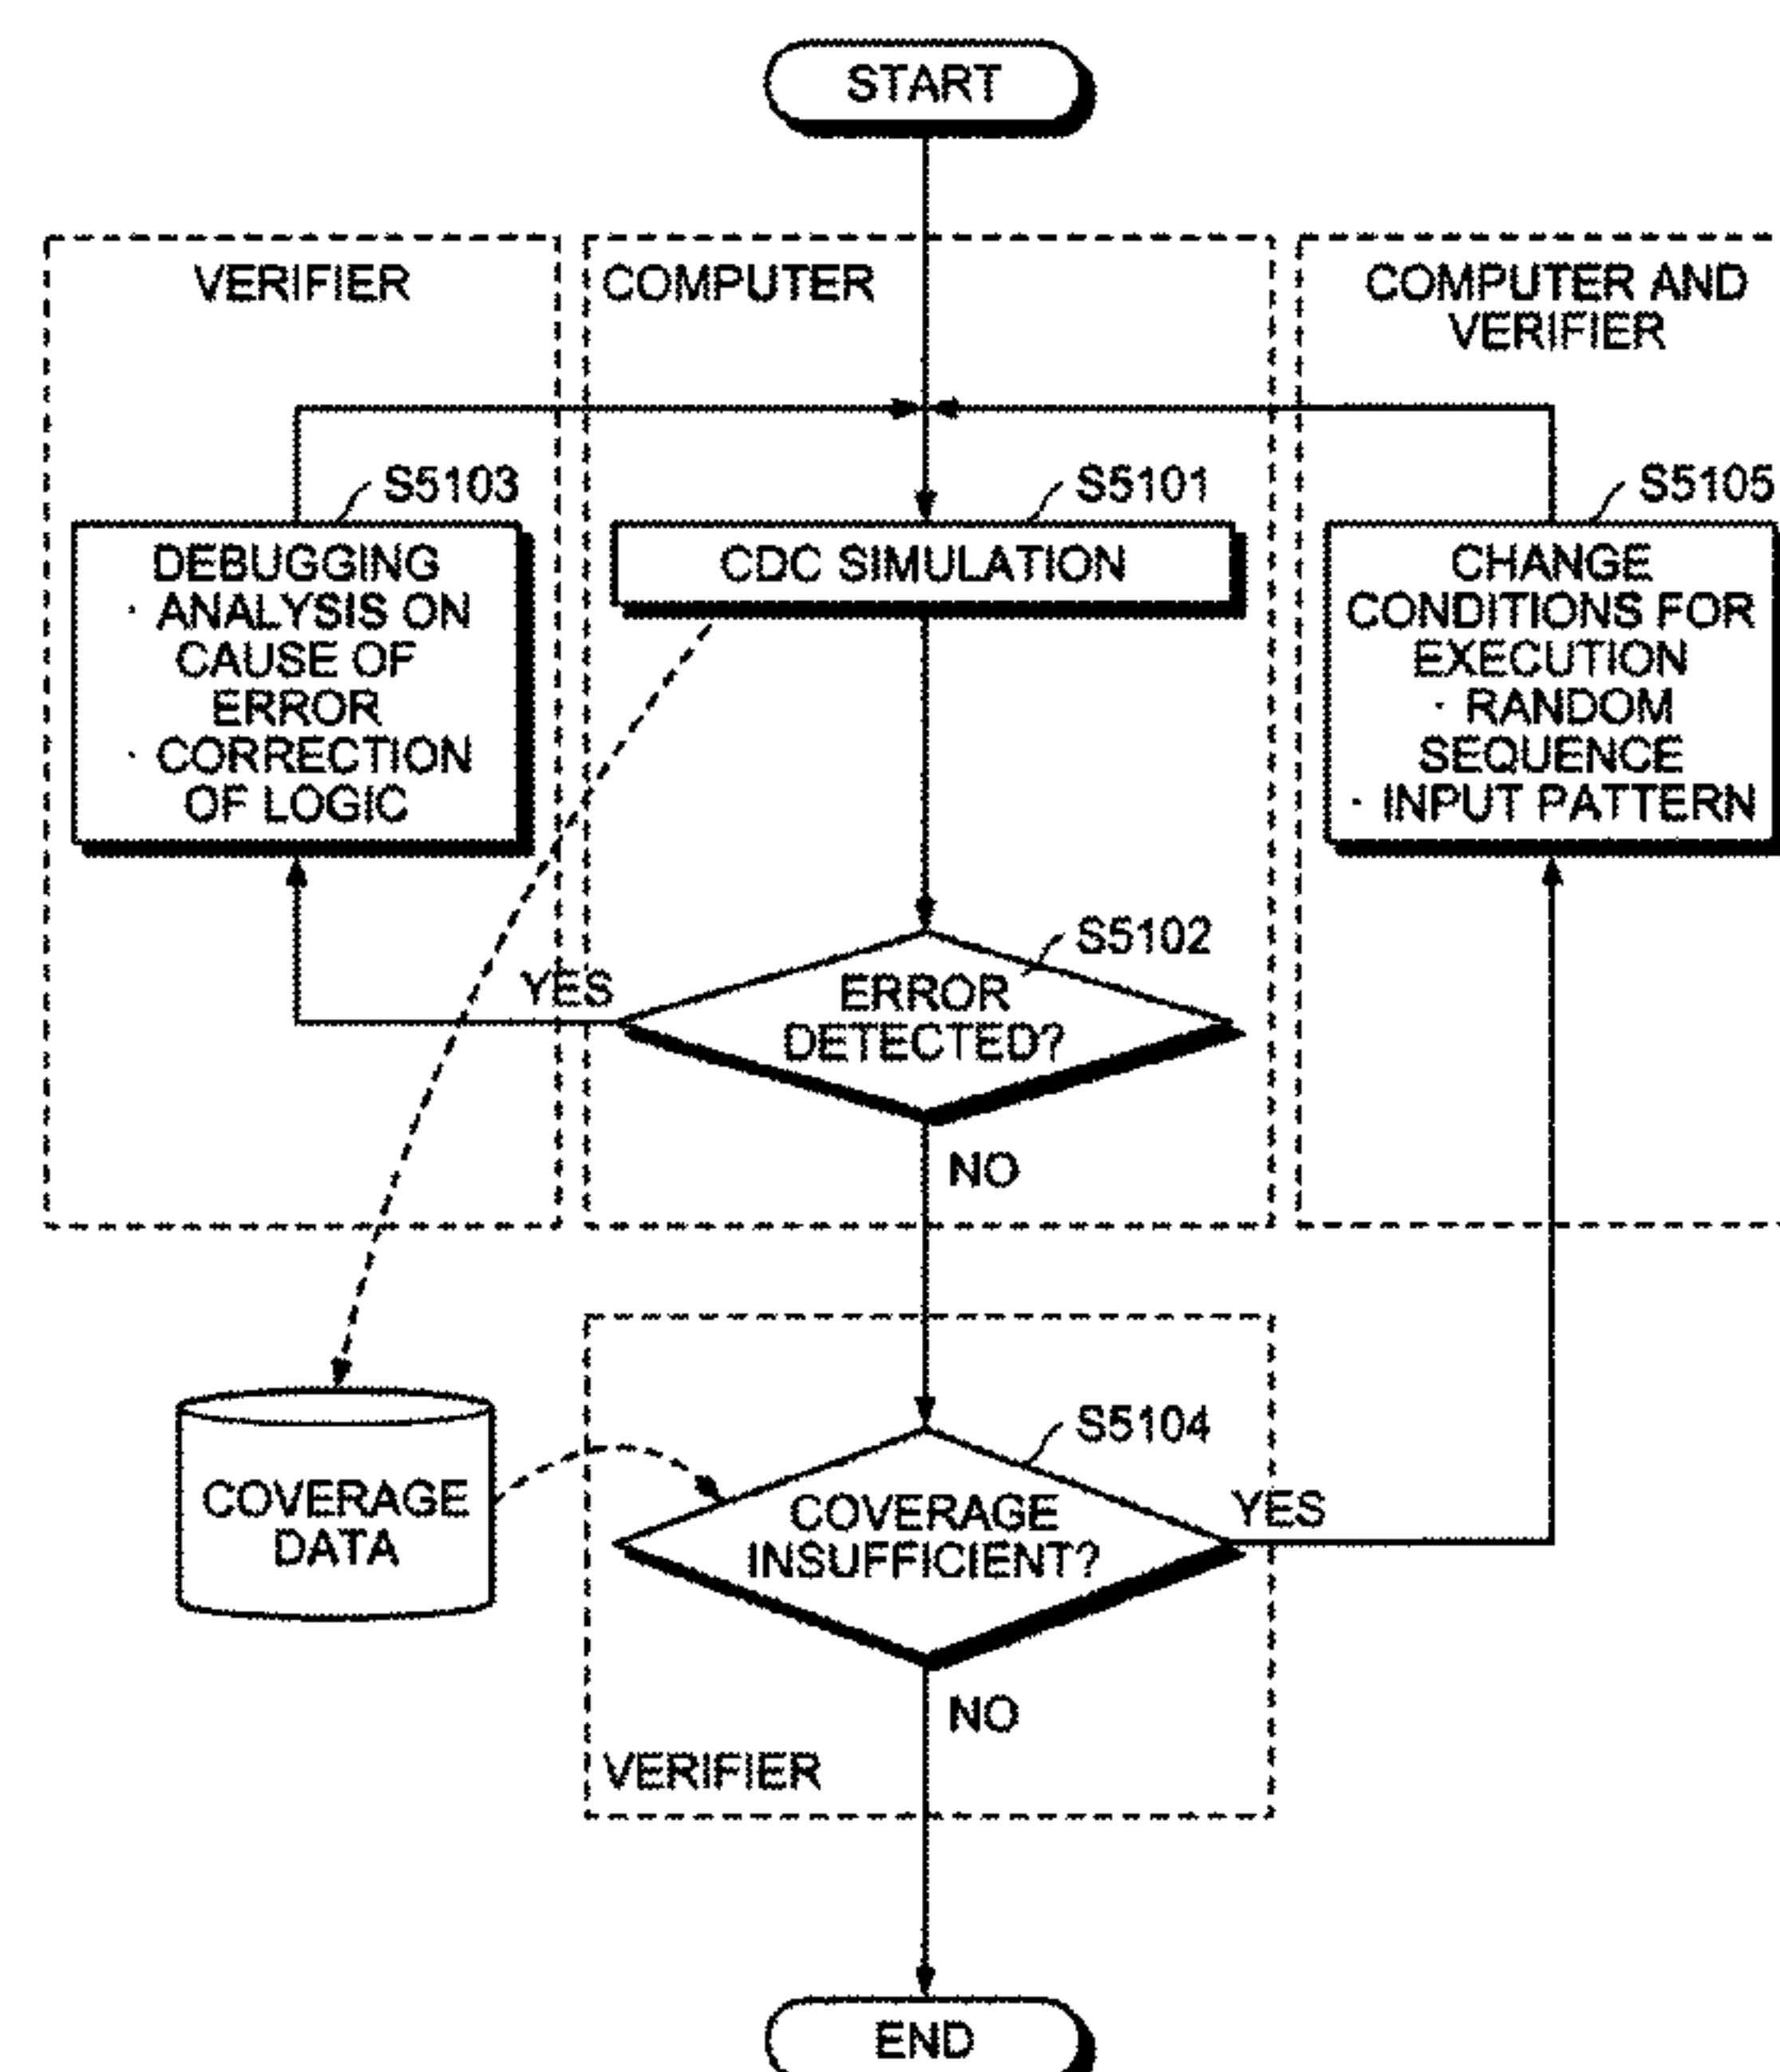 START
VERIFIER
COMPUTER
COMPUTER AND
VERIFIER
S5103
DEBUGGING
· ANALYSIS ON
CAUSE OF
ERROR
· CORRECTION
OF LOGIC
S5101
CDC SIMULATION
S5105
CHANGE
CONDITIONS FOR
EXECUTION
· RANDOM
SEQUENCE
· INPUT PATTERN
S5102
ERROR
DETECTED?
YES
NO
COVERAGE
DATA
S5104
COVERAGE
INSUFFICIENT?
YES
NO
VERIFIER
END